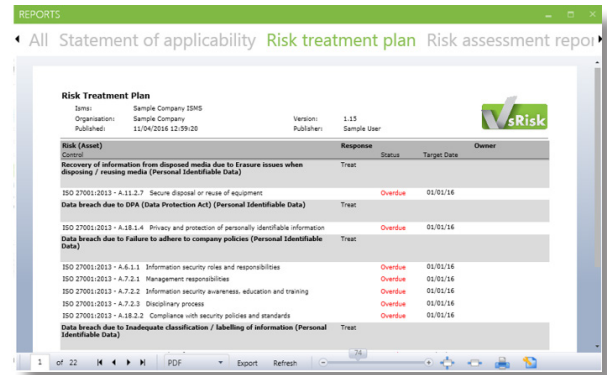 REPORTS
All Statement of applicability Risk treatment plan Risk assessment repor
Risk Treatment Plan
Isms: Sample Company ISMS
Organisation: Sample Company Version: 1.15
Published: 11/04/2016 12:59:20 Publisher: Sample User
vsRisk
Risk (Asset) Response Owner
Control Status Target Date
Recovery of information from disposed media due to Erasure issues when Treat
disposing / reusing media (Personal Identifiable Data)
ISO 27001:2013 - A.11.2.7 Secure disposal or reuse of equipment Overdue 01/01/16
Data breach due to DPA (Data Protection Act) (Personal Identifiable Data) Treat
ISO 27001:2013 - A.18.1.4 Privacy and protection of personally identifiable information Overdue 01/01/16
Data breach due to Failure to adhere to company policies (Personal Identifiable Treat
Data)
ISO 27001:2013 - A.6.1.1 Information security roles and responsibilities Overdue 01/01/16
ISO 27001:2013 - A.7.2.1 Management responsibilities Overdue 01/01/16
ISO 27001:2013 - A.7.2.2 Information security awareness, education and training Overdue 01/01/16
ISO 27001:2013 - A.7.2.3 Disciplinary process Overdue 01/01/16
ISO 27001:2013 - A.18.2.2 Compliance with security policies and standards Overdue 01/01/16
Data breach due to Inadequate classification / labelling of information (Personal Treat
Identifiable Data)
74
1 of 22 PDF Export Refresh